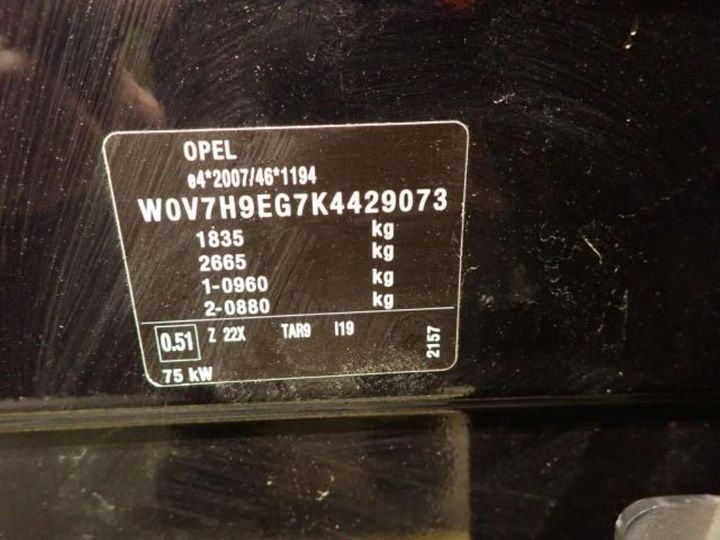 OPEL
e4*2007/46*1194
W0V7H9EG7K4429073
1835 kg
2665 kg
1-0960 kg
2-0880 kg
0.51 Z 22X TAR9 I19 2157
75 kW